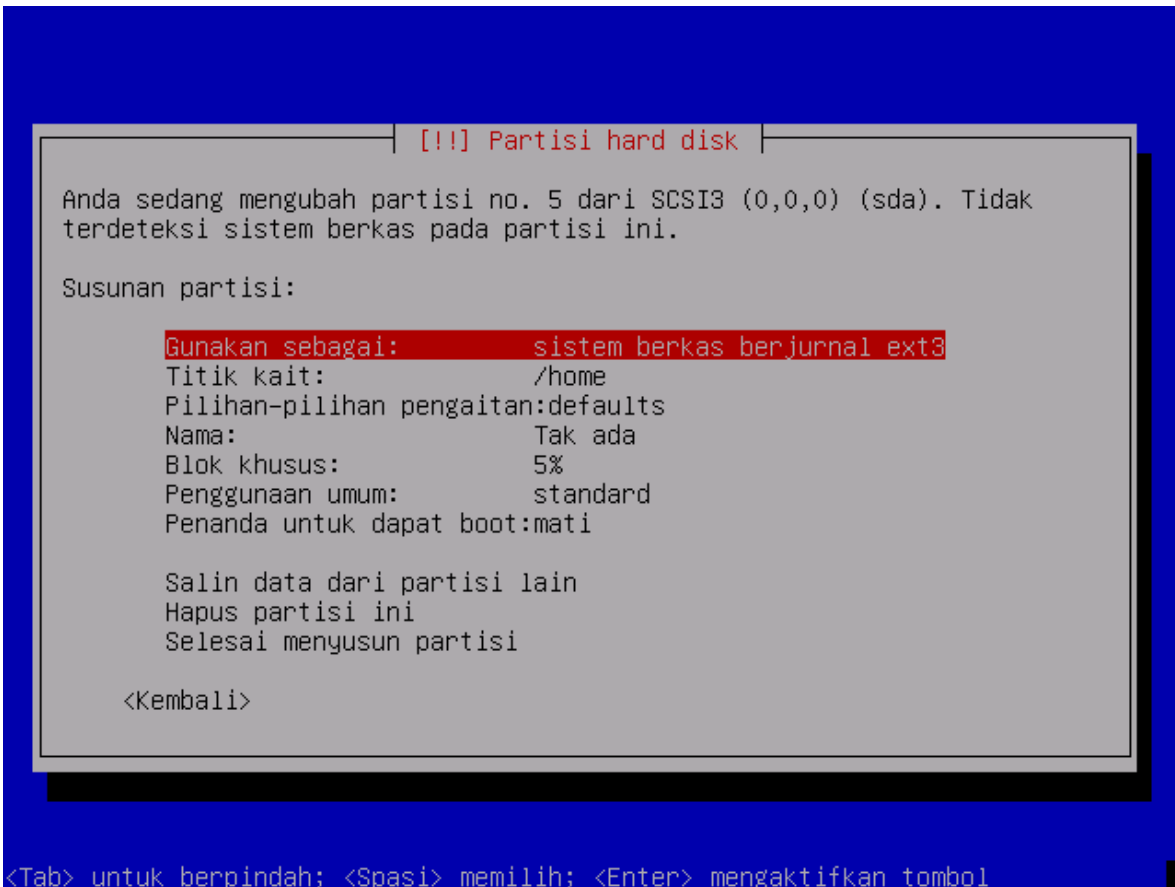 [!!] Partisi hard disk
Anda sedang mengubah partisi no. 5 dari SCSI3 (0,0,0) (sda). Tidak
terdeteksi sistem berkas pada partisi ini.
Susunan partisi:
Gunakan sebagai: sistem berkas berjurnal ext3
Titik kait: /home
Pilihan-pilihan pengaitan:defaults
Nama: Tak ada
Blok khusus: 5%
Penggunaan umum: standard
Penanda untuk dapat boot:mati
Salin data dari partisi lain
Hapus partisi ini
Selesai menyusun partisi
<Kembali>
<Tab> untuk berpindah; <Spasi> memilih; <Enter> mengaktifkan tombol